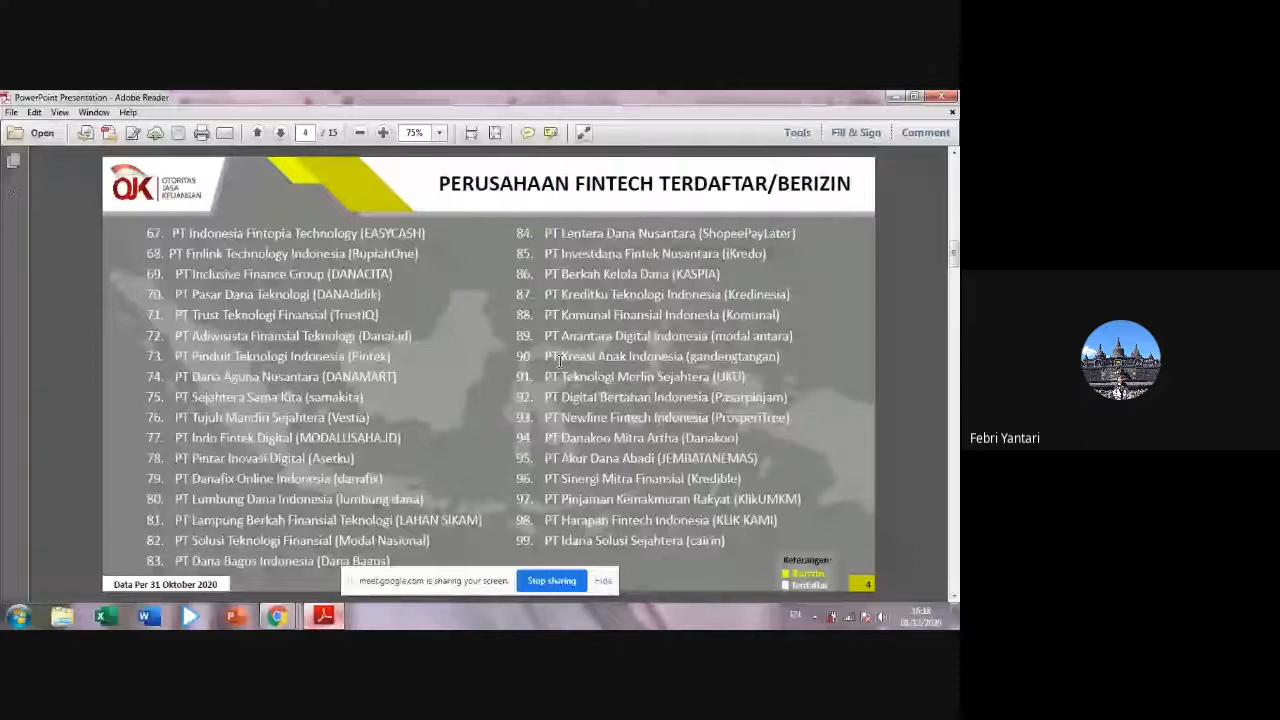 PowerPoint Presentation - Adobe Reader
File Edit View Window Help
Open 4 / 15 75% Tools Fill & Sign Comment
OJK OTORITAS JASA KEUANGAN
PERUSAHAAN FINTECH TERDAFTAR/BERIZIN
67. PT Indonesia Fintopia Technology (EASYCASH)
68. PT Finlink Technology Indonesia (RupiahOne)
69. PT Inclusive Finance Group (DANACITA)
70. PT Pasar Dana Teknologi (DANAdidik)
71. PT Trust Teknologi Finansial (TrustIQ)
72. PT Adiwisista Finansial Teknologi (Danai.id)
73. PT Pinduit Teknologi Indonesia (Pintek)
74. PT Dana Aguna Nusantara (DANAMART)
75. PT Sejahtera Sama Kita (samakita)
76. PT Tujuh Mandiri Sejahtera (Vestia)
77. PT Indo Fintek Digital (MODALUSAHA.ID)
78. PT Pintar Inovasi Digital (Asetku)
79. PT Danafix Online Indonesia (danafix)
80. PT Lumbung Dana Indonesia (lumbung dana)
81. PT Lampung Berkah Finansial Teknologi (LAHAN SIKAM)
82. PT Solusi Teknologi Finansial (Modal Nasional)
83. PT Dana Bagus Indonesia (Dana Bagus)
84. PT Lentera Dana Nusantara (ShopeePayLater)
85. PT Investdana Fintek Nusantara (iKredo)
86. PT Berkah Kelola Dana (KASPIA)
87. PT Kreditku Teknologi Indonesia (Kredinesia)
88. PT Komunal Finansial Indonesia (Komunal)
89. PT Anantara Digital Indonesia (modal antara)
90. PT Kreasi Anak Indonesia (gandengtangan)
91. PT Teknologi Merlin Sejahtera (UKU)
92. PT Digital Bertahan Indonesia (Pasarpinjam)
93. PT Newline Fintech Indonesia (ProsperiTree)
94. PT Danakoo Mitra Artha (Danakoo)
95. PT Akur Dana Abadi (JEMBATANEMAS)
96. PT Sinergi Mitra Finansial (Kredible)
97. PT Pinjaman Kemakmuran Rakyat (KlikUMKM)
98. PT Harapan Fintech Indonesia (KLIK KAMI)
99. PT Idana Solusi Sejahtera (cairin)
Keterangan:
Berizin
Terdaftar
Data Per 31 Oktober 2020
4
meet.google.com is sharing your screen. Stop sharing Hide
EN
01/12/2020
Febri Yantari